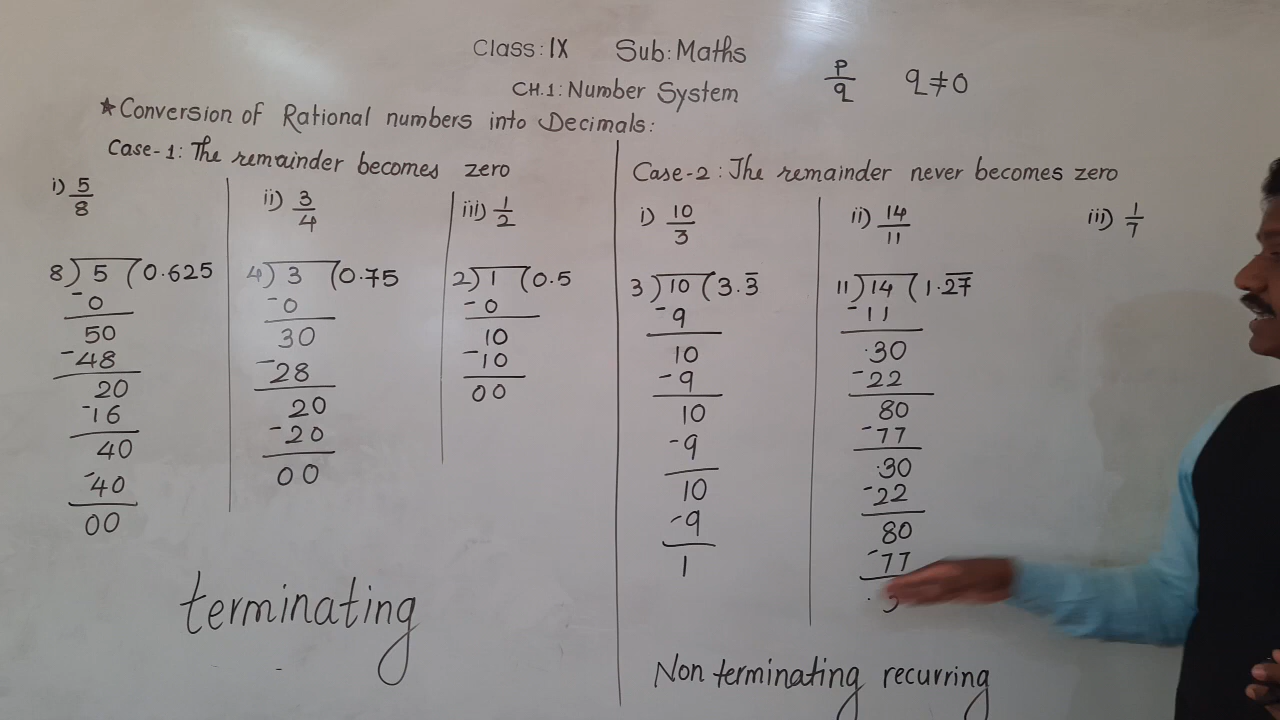 Class: IX Sub: Maths
CH.1: Number System
p/q q≠0
★Conversion of Rational numbers into Decimals:
Case-1: The remainder becomes zero
i) 5/8
8) 5 (0.625
-0
50
-48
20
-16
40
-40
00
ii) 3/4
4) 3 (0.75
-0
30
-28
20
-20
00
iii) 1/2
2) 1 (0.5
-0
10
-10
00
terminating
Case-2: The remainder never becomes zero
i) 10/3
3) 10 (3.3̅
-9
10
-9
10
-9
10
-9
1
ii) 14/11
11) 14 (1.2̅7̅
-11
.30
-22
80
-77
.30
-22
80
-77
iii) 1/7
Non terminating recurring